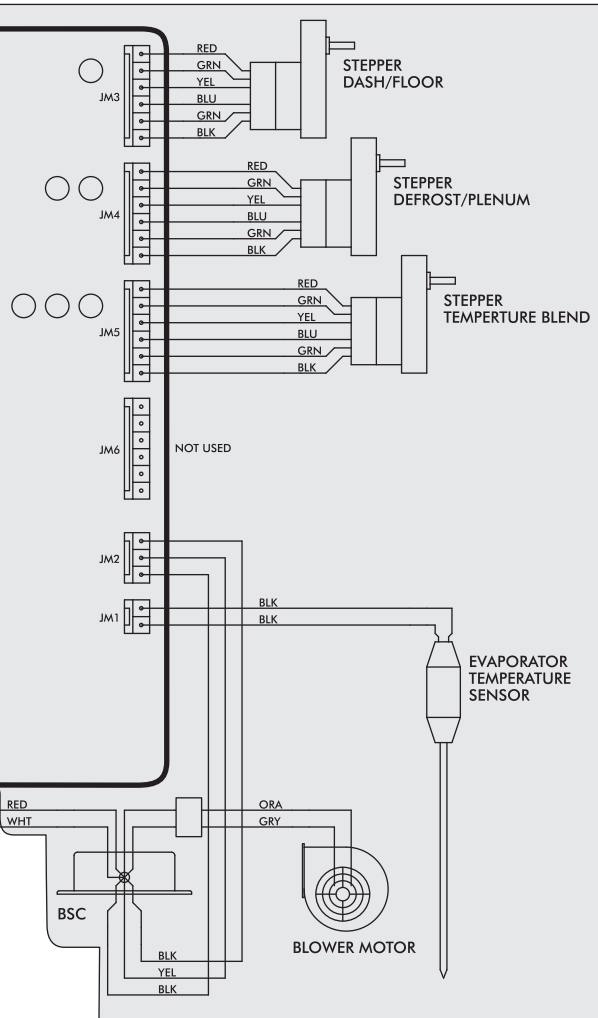 RED
GRN
YEL
BLU
GRN
BLK
JM3
STEPPER
DASH/FLOOR
RED
GRN
YEL
BLU
GRN
BLK
JM4
STEPPER
DEFROST/PLENUM
RED
GRN
YEL
BLU
GRN
BLK
JM5
STEPPER
TEMPERTURE BLEND
JM6
NOT USED
JM2
JM1
BLK
BLK
EVAPORATOR
TEMPERATURE
SENSOR
RED
WHT
ORA
GRY
BSC
BLOWER MOTOR
BLK
YEL
BLK